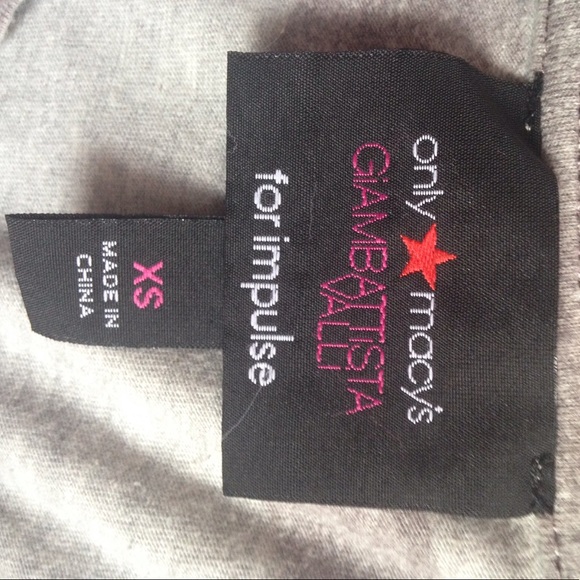 only ★ macy's
GiAMBATTISTA
VALLI
for impulse
XS
MADE IN
CHINA